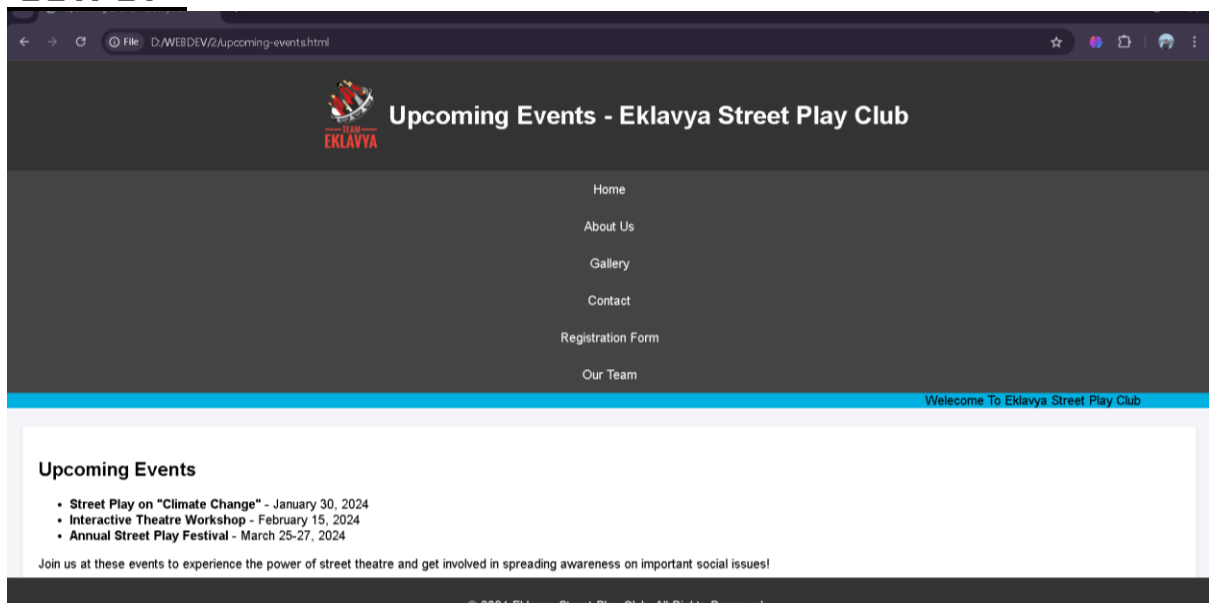 File D:/WEBDEV/2/upcoming-events.html
TEAM
EKLAVYA
Upcoming Events - Eklavya Street Play Club
Home
About Us
Gallery
Contact
Registration Form
Our Team
Welecome To Eklavya Street Play Club
Upcoming Events
• Street Play on "Climate Change" - January 30, 2024
• Interactive Theatre Workshop - February 15, 2024
• Annual Street Play Festival - March 25-27, 2024
Join us at these events to experience the power of street theatre and get involved in spreading awareness on important social issues!